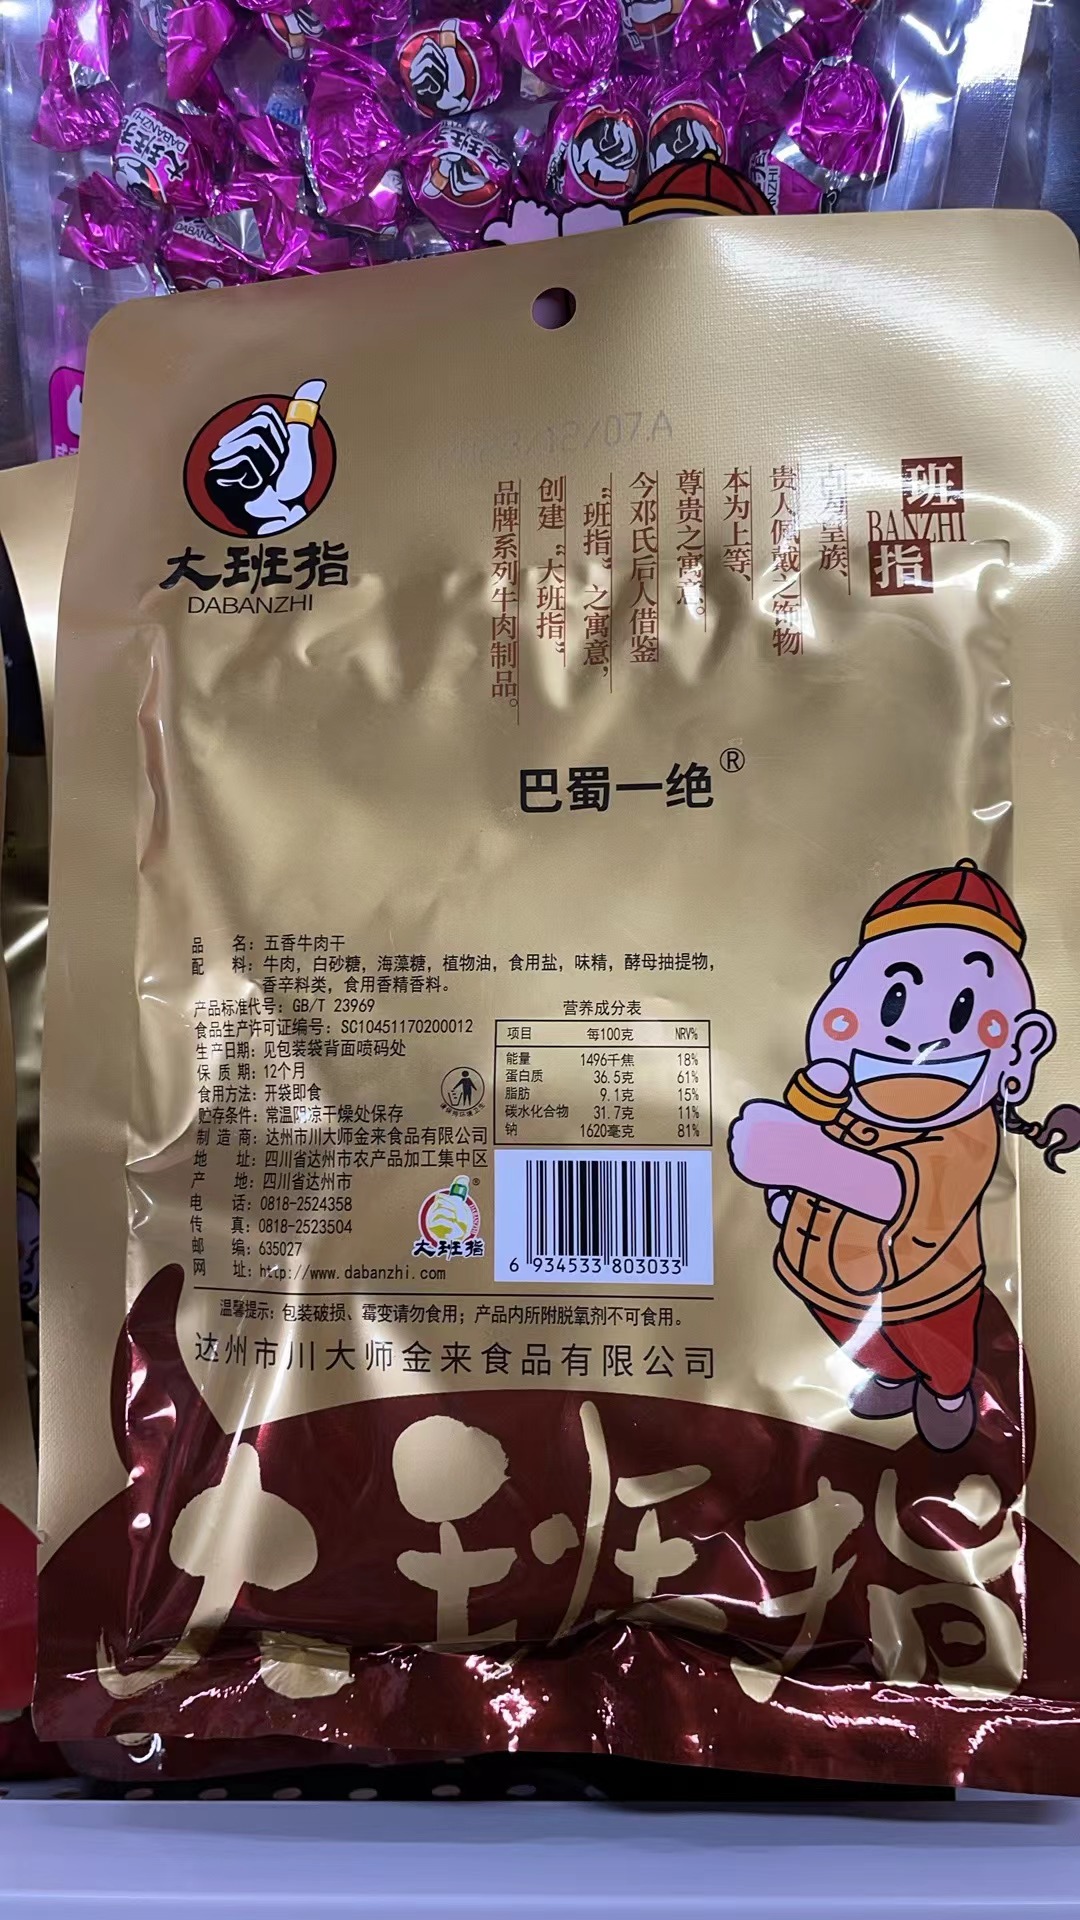 大班指
DABANZHI
班
BANZHI
指
皇族、
贵人佩戴之饰物
本为上等、
尊贵之寓意。
今邓氏后人借鉴
“班指”之寓意，
创建“大班指”
品牌系列牛肉制品。
巴蜀一绝®
品 名：五香牛肉干
配 料：牛肉，白砂糖，海藻糖，植物油，食用盐，味精，酵母抽提物，
香辛料类，食用香精香料。
产品标准代号：GB/T 23969
食品生产许可证编号：SC10451170200012
生产日期：见包装袋背面喷码处
保 质 期：12个月
食用方法：开袋即食
贮存条件：常温阴凉干燥处保存
制 造 商：达州市川大师金来食品有限公司
地 址：四川省达州市农产品加工集中区
产 地：四川省达州市
电 话：0818-2524358
传 真：0818-2523504
邮 编：635027
网 址：http://www.dabanzhi.com
营养成分表
项目 每100克 NRV%
能量 1496千焦 18%
蛋白质 36.5克 61%
脂肪 9.1克 15%
碳水化合物 31.7克 11%
钠 1620毫克 81%
大班指
6 934533 803033
温馨提示：包装破损、霉变请勿食用；产品内所附脱氧剂不可食用。
达州市川大师金来食品有限公司
大班指